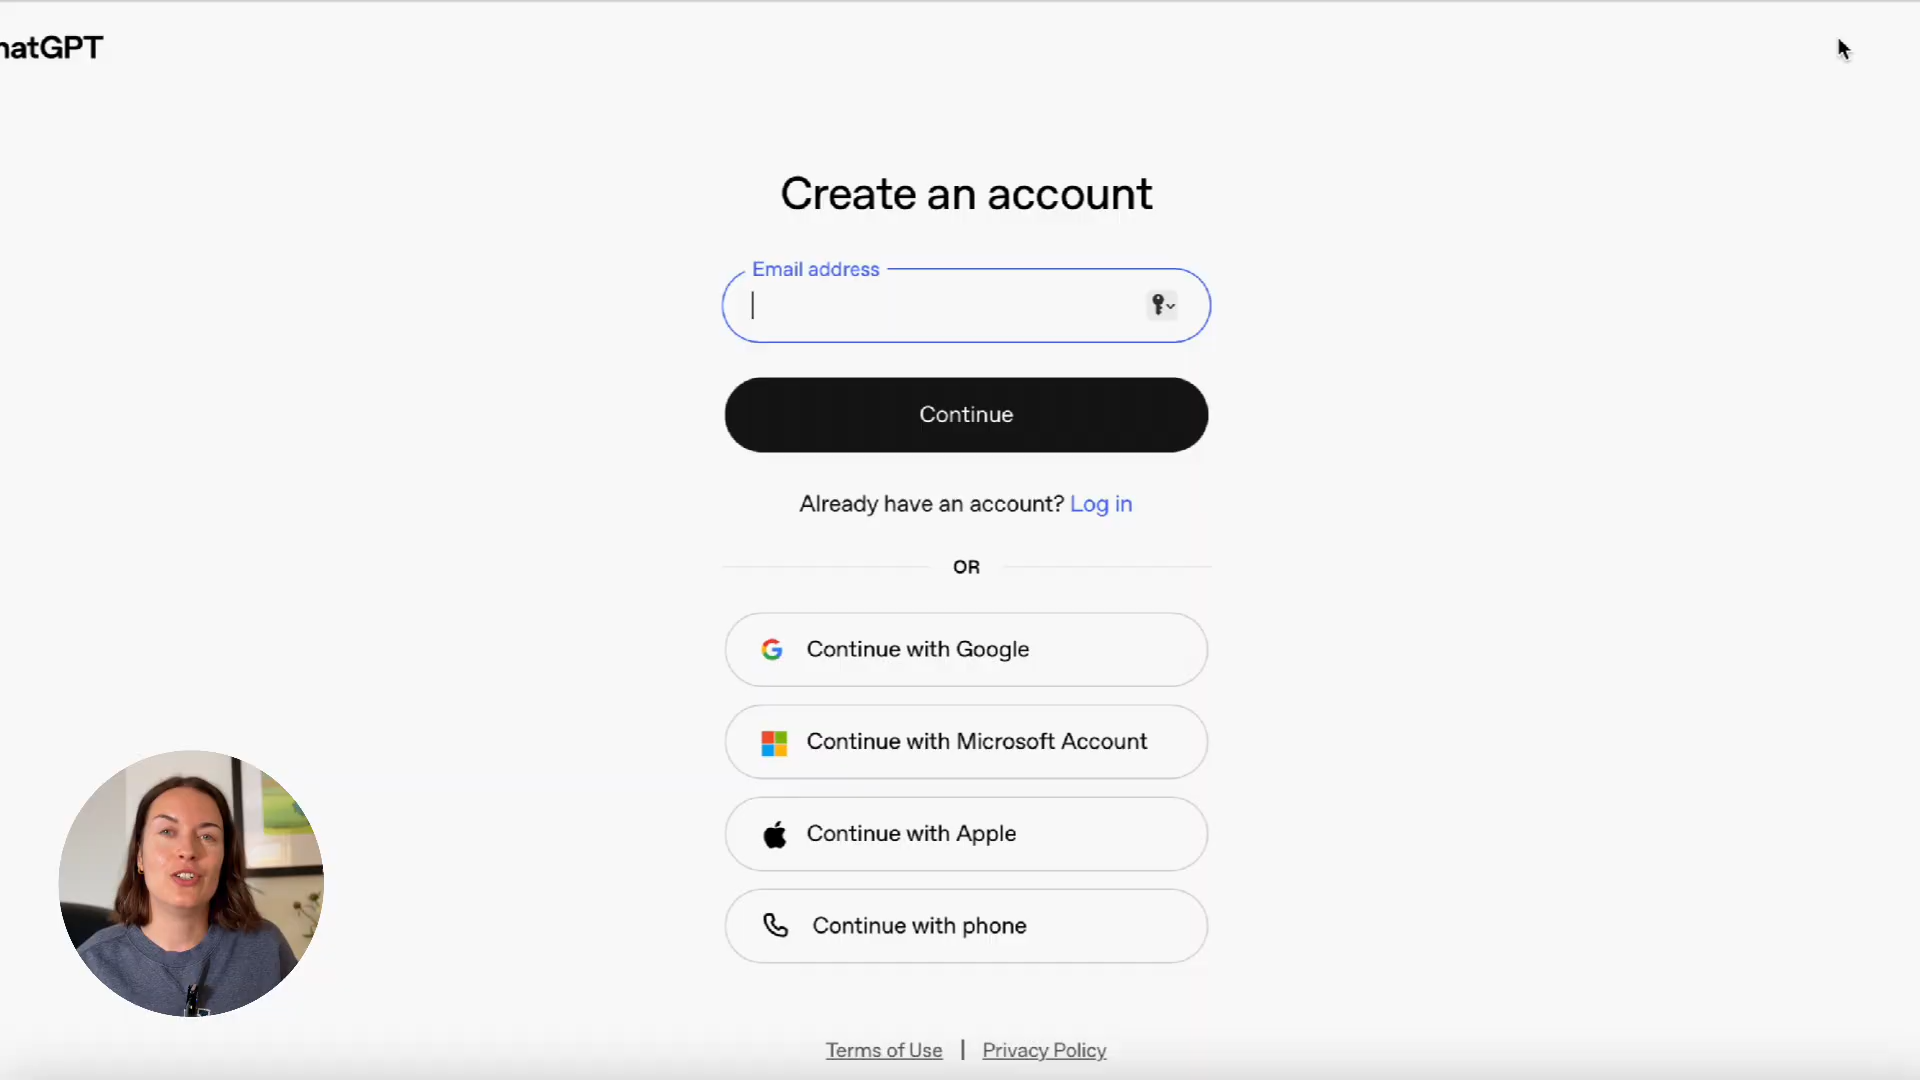 hatGPT
Create an account
Email address
Continue
Already have an account? Log in
OR
Continue with Google
Continue with Microsoft Account
Continue with Apple
Continue with phone
Terms of Use | Privacy Policy